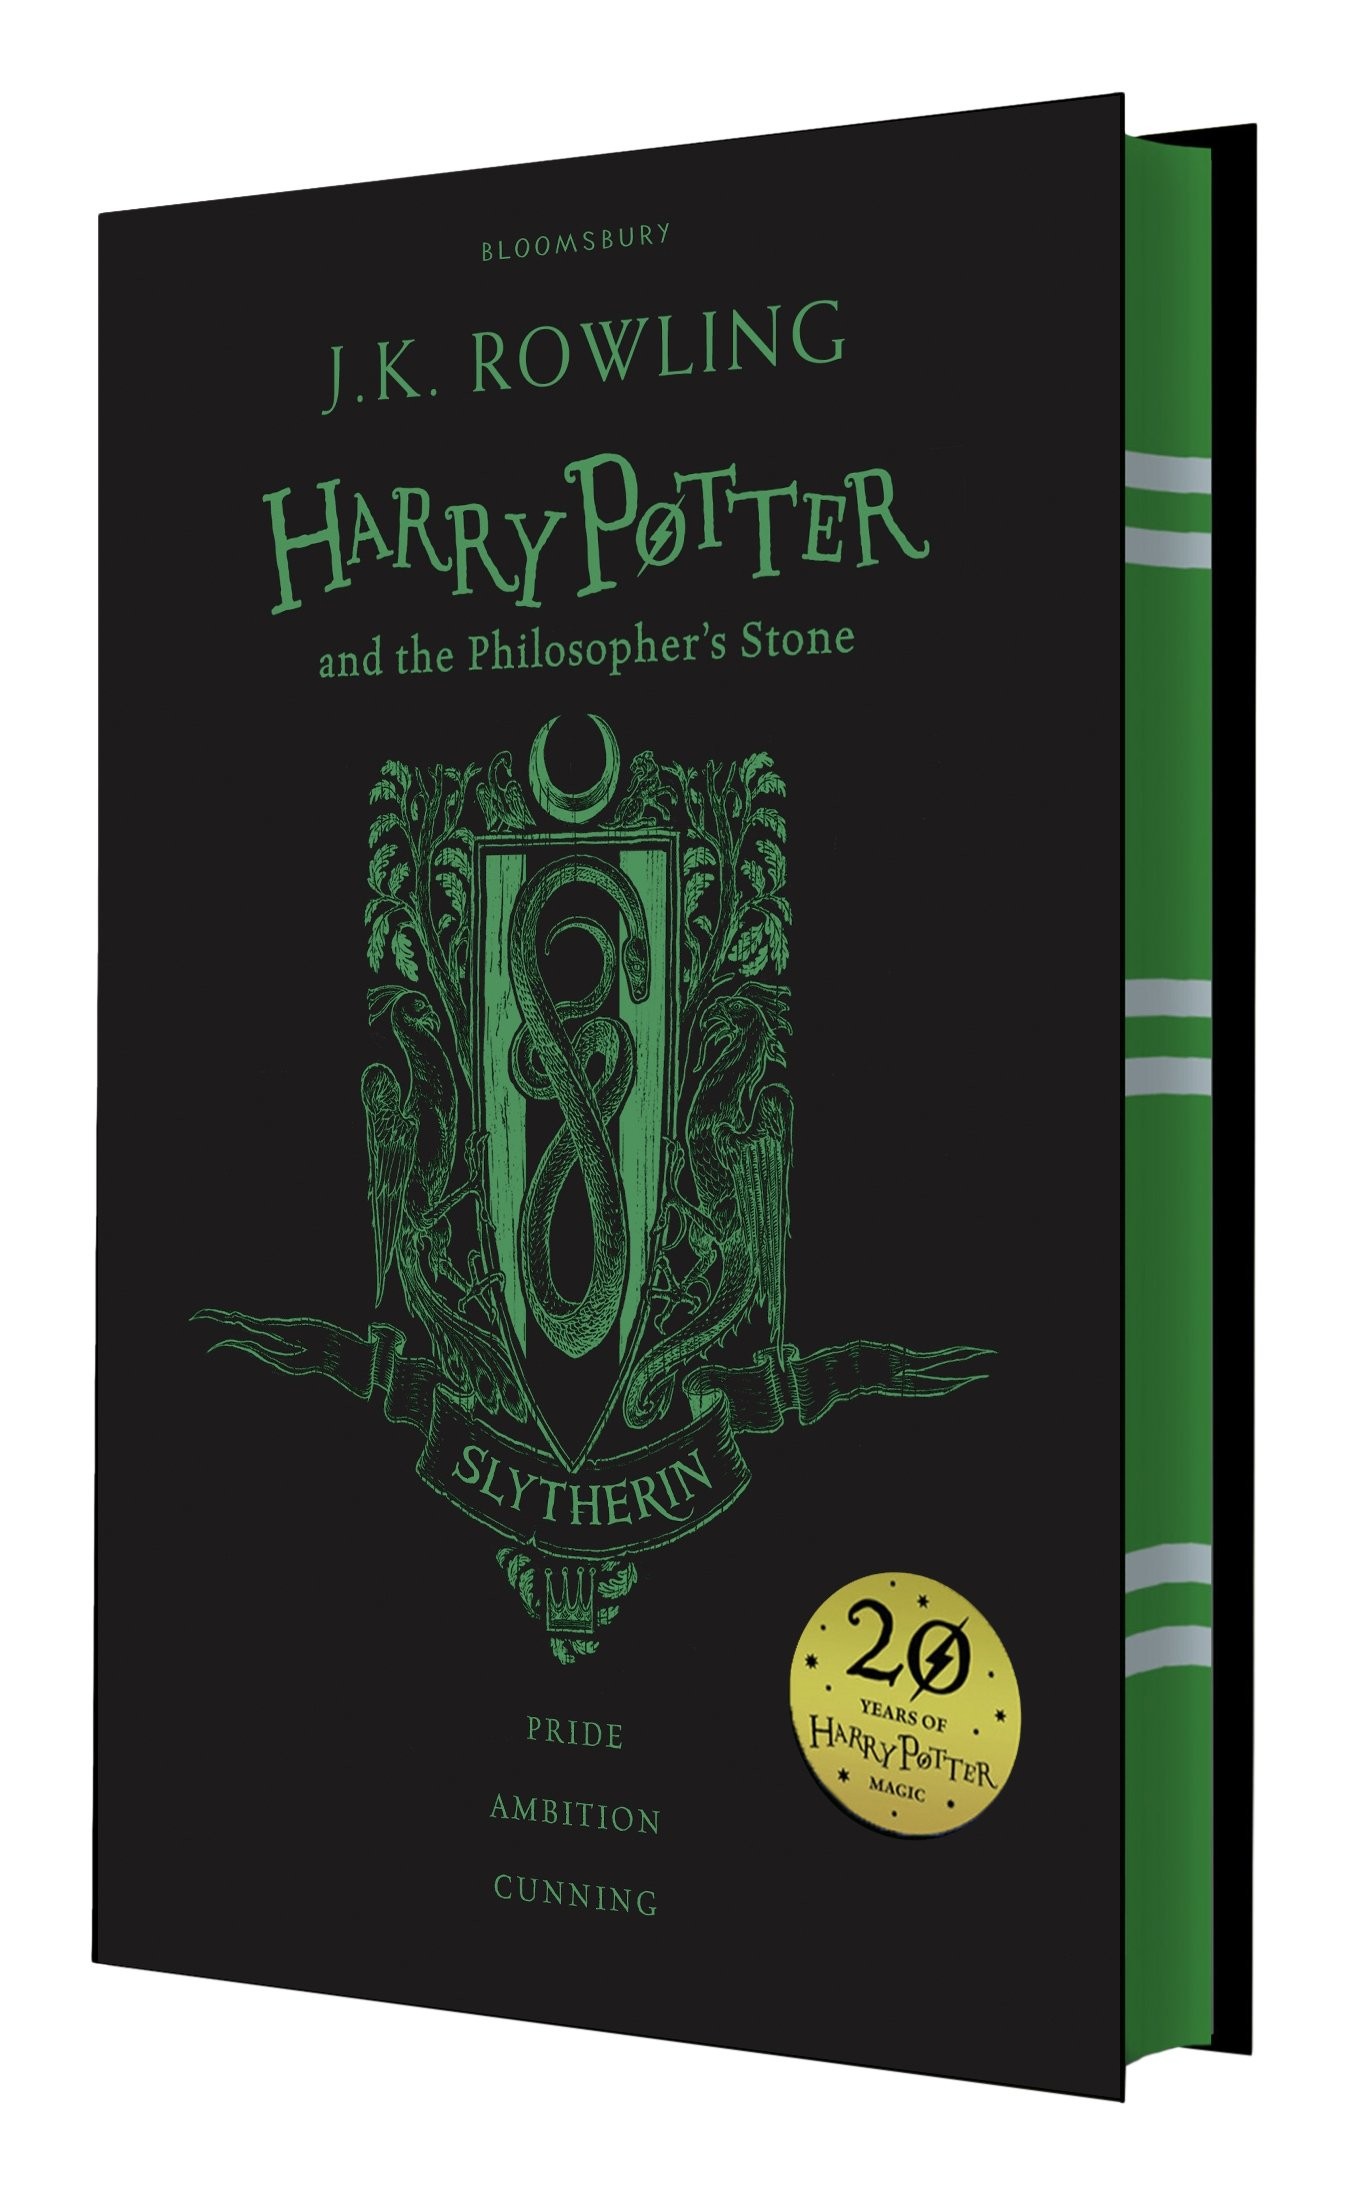 BLOOMSBURY
J.K. ROWLING
HARRY POTTER
and the Philosopher's Stone
SLYTHERIN
PRIDE
AMBITION
CUNNING
20
YEARS OF
HARRY POTTER
MAGIC